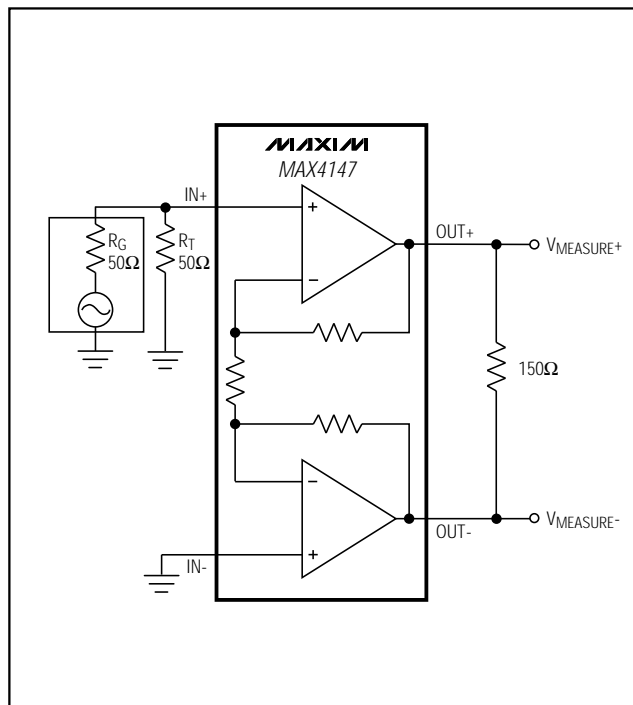 MAXIM
MAX4147
IN+
OUT+
VMEASURE+
RG
50Ω
RT
50Ω
+
−
150Ω
−
+
VMEASURE-
OUT-
IN-